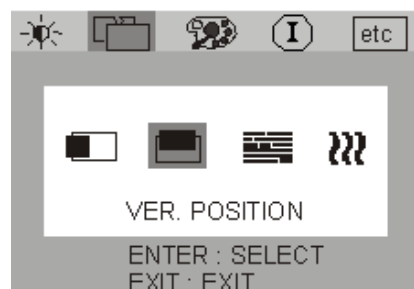 I
etc
VER. POSITION
ENTER : SELECT
EXIT : EXIT